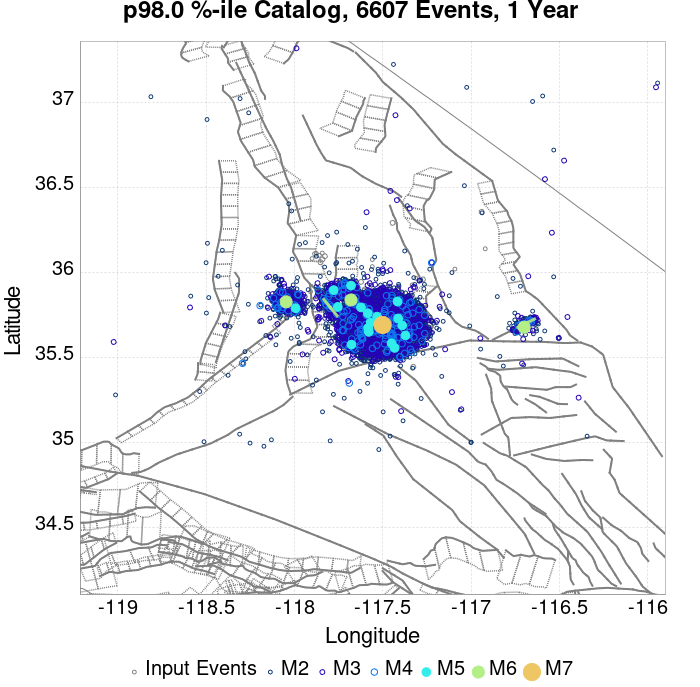 p98.0 %-ile Catalog, 6607 Events, 1 Year
37
36.5
36
35.5
35
34.5
Latitude
-119 -118.5 -118 -117.5 -117 -116.5 -116
Longitude
Input Events M2 M3 M4 M5 M6 M7